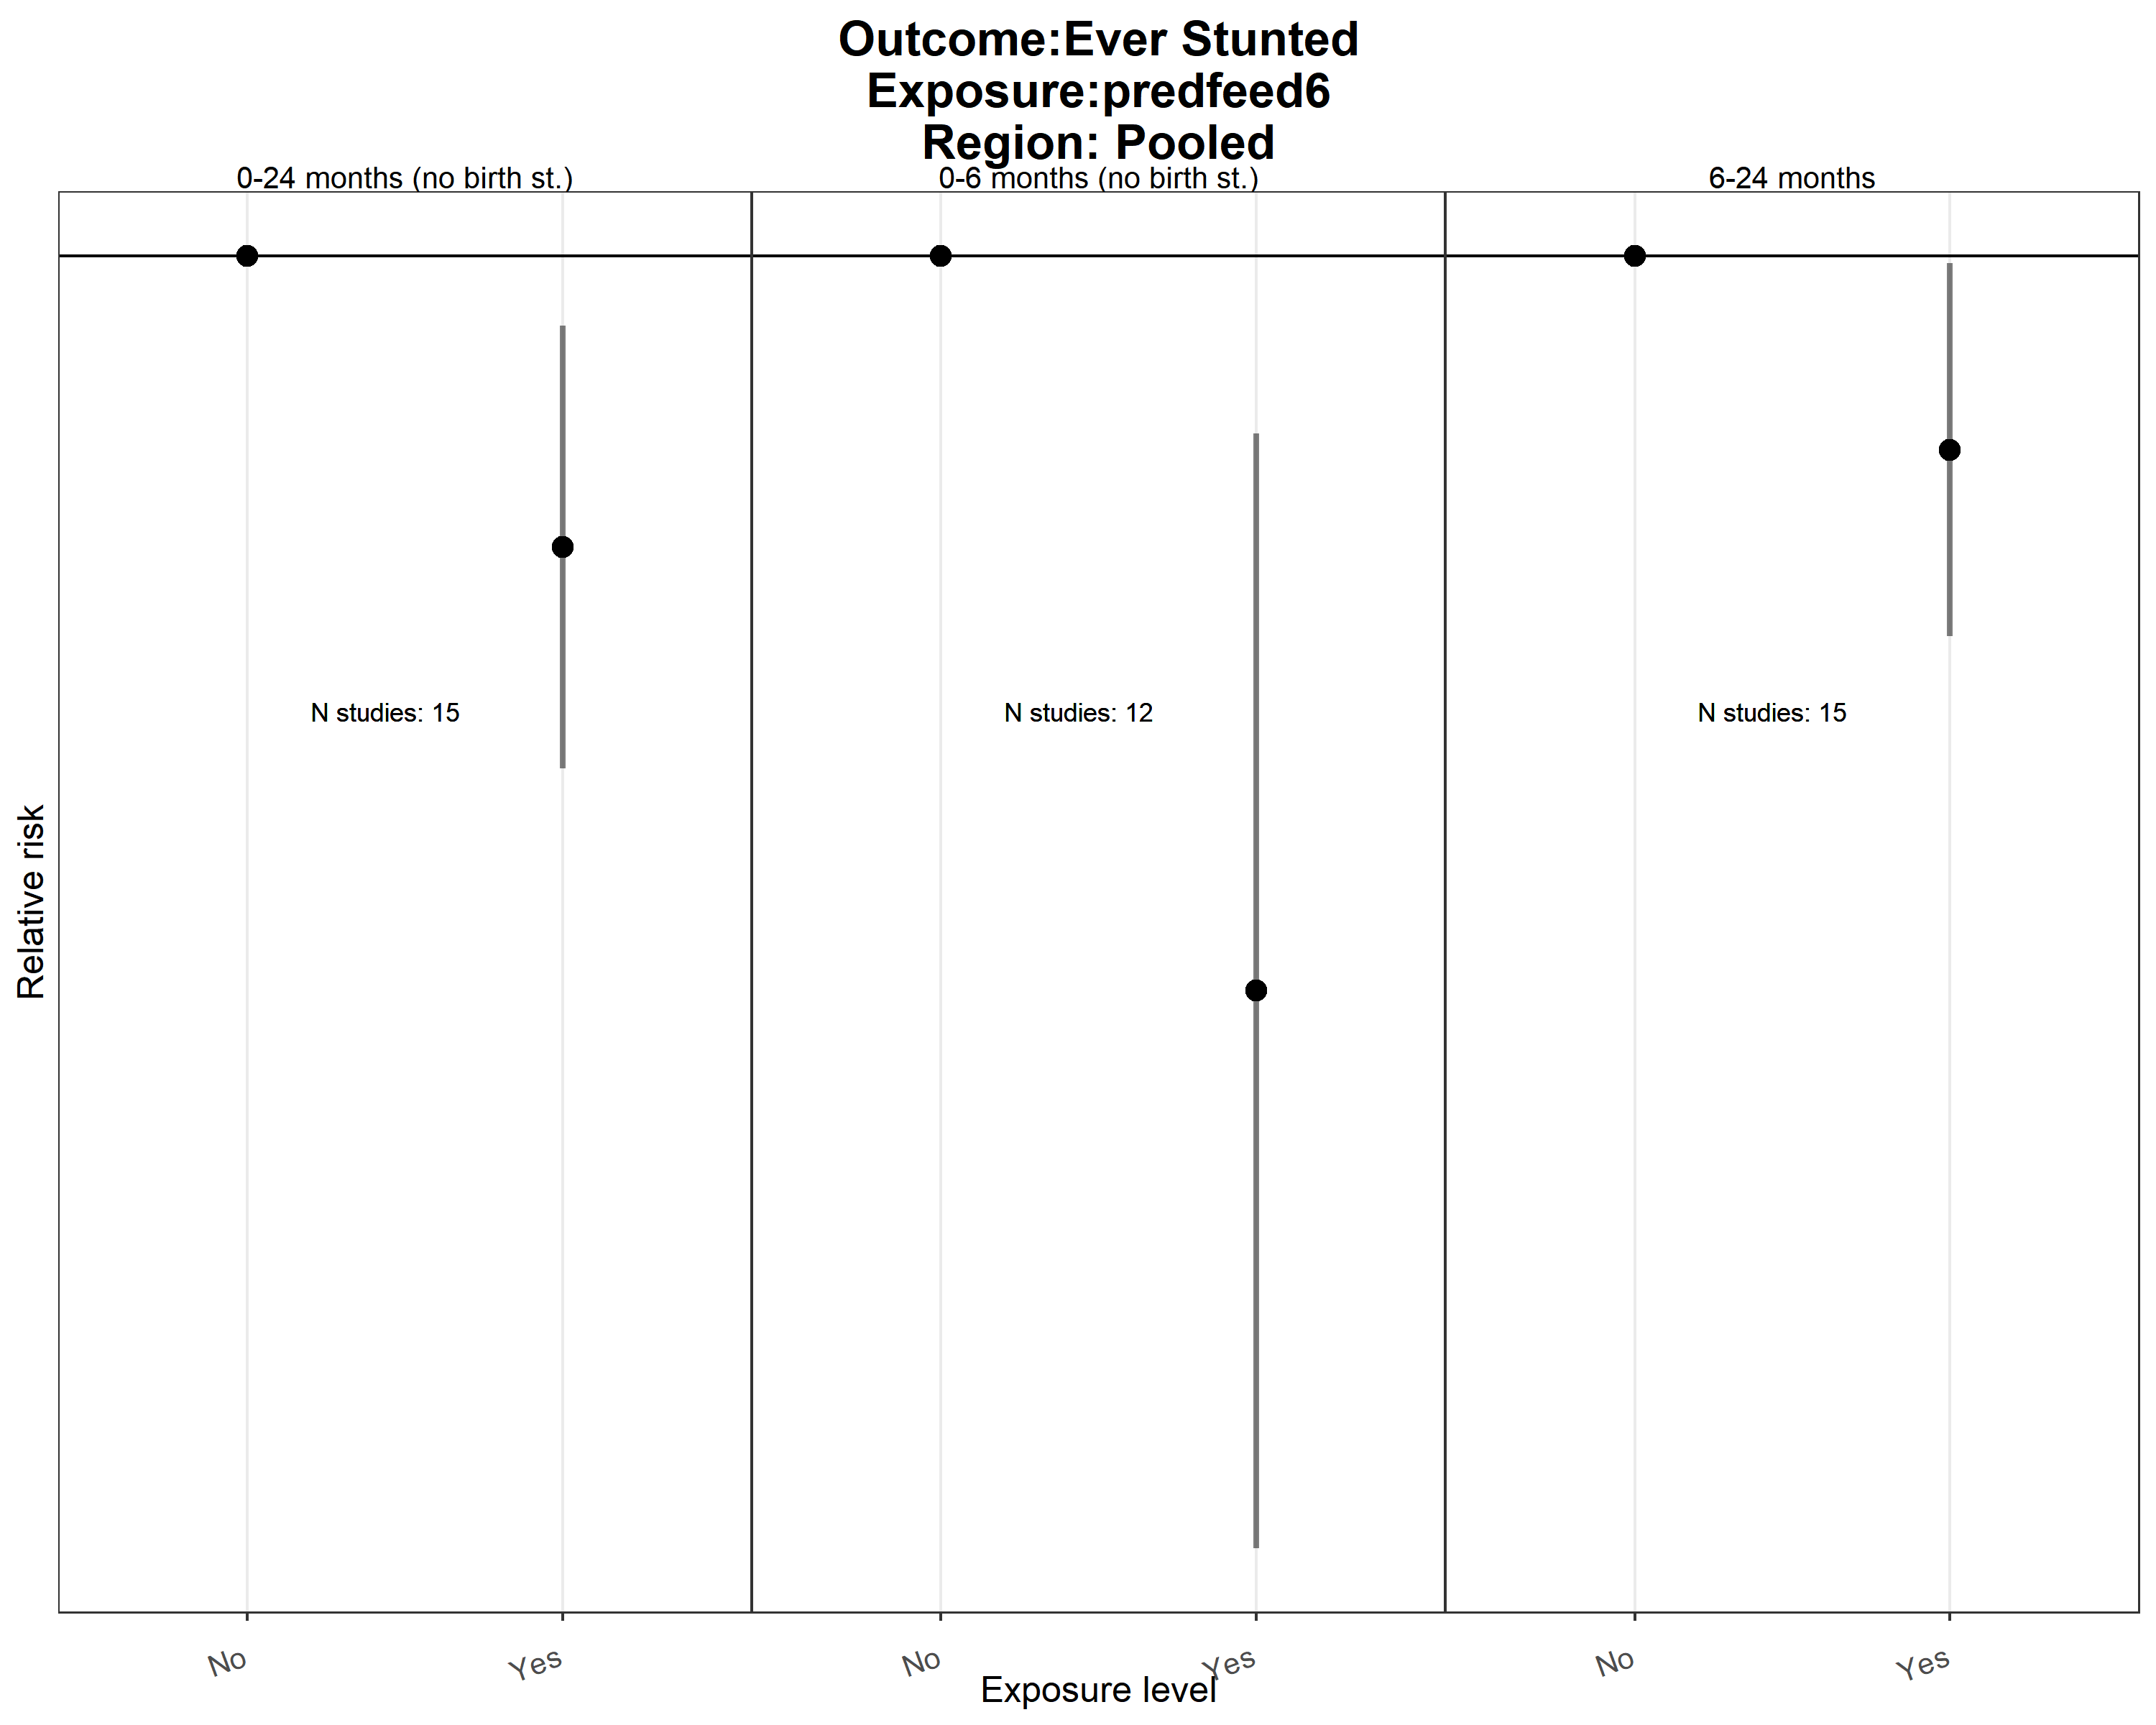 Outcome:Ever Stunted
Exposure:predfeed6
Region: Pooled
0-24 months (no birth st.)
0-6 months (no birth st.)
6-24 months
N studies: 15
N studies: 12
N studies: 15
Relative risk
No
Yes
No
Yes
No
Yes
Exposure level